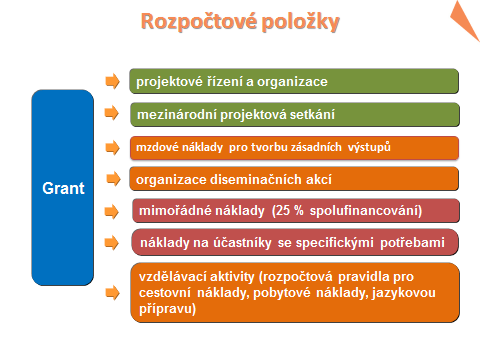 Rozpočtové položky
Grant
projektové řízení a organizace
mezinárodní projektová setkání
mzdové náklady pro tvorbu zásadních výstupů
organizace diseminačních akcí
mimořádné náklady (25 % spolufinancování)
náklady na účastníky se specifickými potřebami
vzdělávací aktivity (rozpočtová pravidla pro
cestovní náklady, pobytové náklady, jazykovou
přípravu)